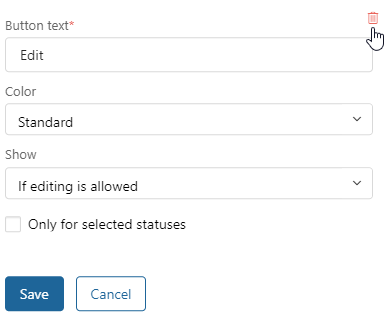 Button text*
Edit
Color
Standard
Show
If editing is allowed
Only for selected statuses
Save
Cancel